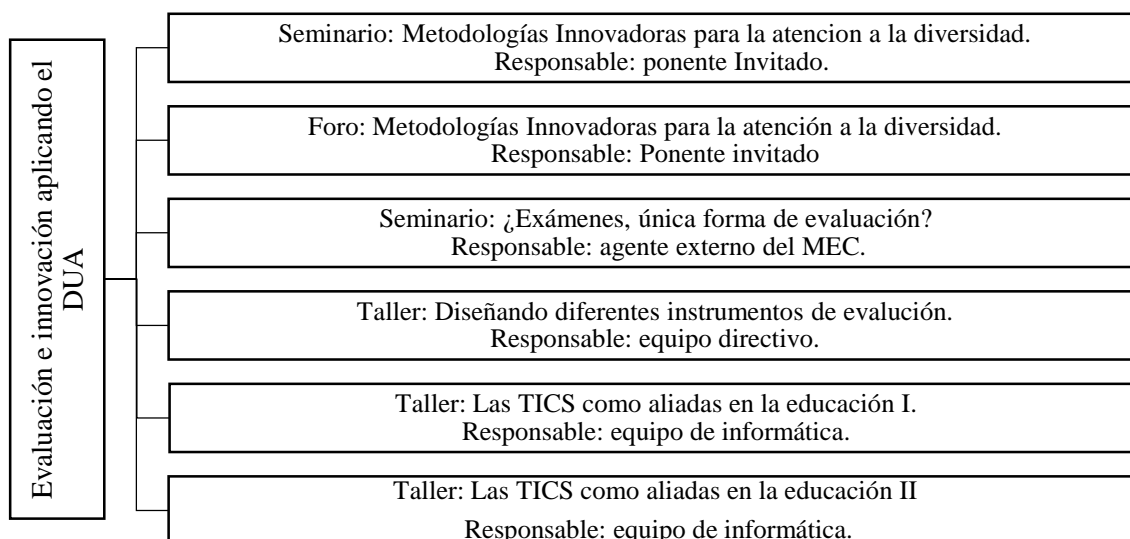 Evaluación e innovación aplicando el
DUA
Seminario: Metodologías Innovadoras para la atencion a la diversidad.
Responsable: ponente Invitado.
Foro: Metodologías Innovadoras para la atención a la diversidad.
Responsable: Ponente invitado
Seminario: ¿Exámenes, única forma de evaluación?
Responsable: agente externo del MEC.
Taller: Diseñando diferentes instrumentos de evalución.
Responsable: equipo directivo.
Taller: Las TICS como aliadas en la educación I.
Responsable: equipo de informática.
Taller: Las TICS como aliadas en la educación II
Responsable: equipo de informática.